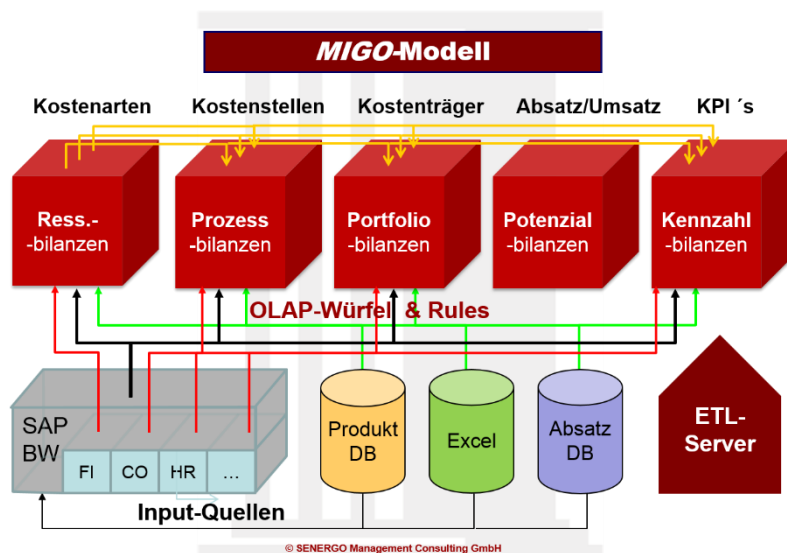 MIGO-Modell
Kostenarten Kostenstellen Kostenträger Absatz/Umsatz KPI ´s
Ress.-
-bilanzen
Prozess
-bilanzen
Portfolio
-bilanzen
Potenzial
-bilanzen
Kennzahl
-bilanzen
OLAP-Würfel & Rules
SAP
BW
FI CO HR ...
Produkt
DB
Excel
Absatz
DB
ETL-
Server
Input-Quellen
© SENERGO Management Consulting GmbH